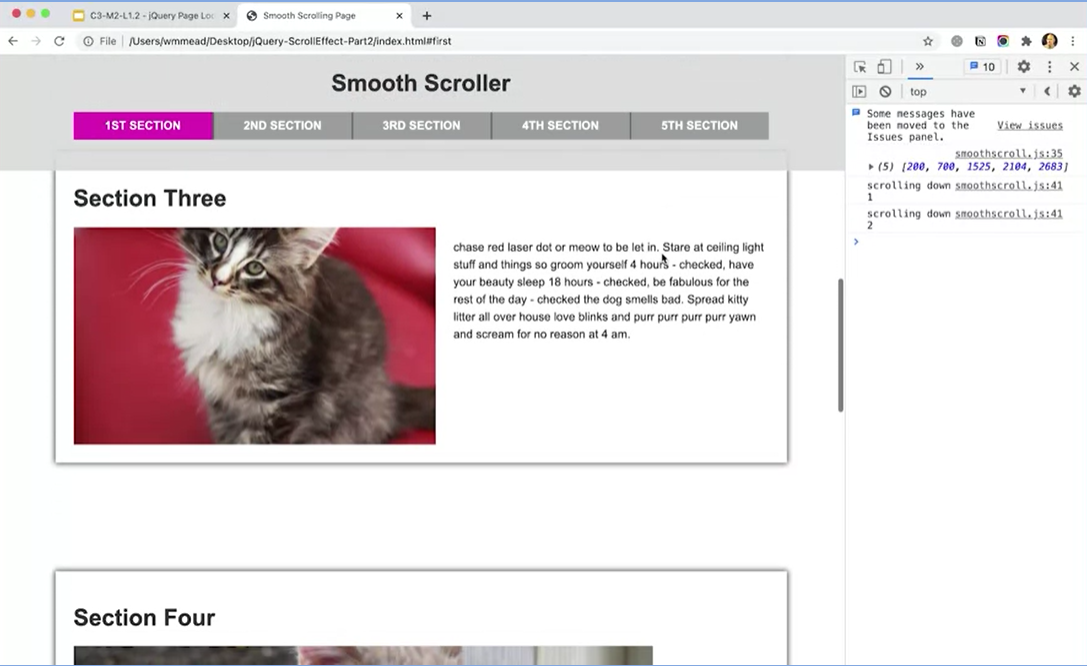 C3-M2-L1.2 - jQuery Page Loc
Smooth Scrolling Page
File /Users/wmmead/Desktop/jQuery-ScrollEffect-Part2/index.html#first
10
top
Smooth Scroller
1ST SECTION 2ND SECTION 3RD SECTION 4TH SECTION 5TH SECTION
Section Three
chase red laser dot or meow to be let in. Stare at ceiling light
stuff and things so groom yourself 4 hours - checked, have
your beauty sleep 18 hours - checked, be fabulous for the
rest of the day - checked the dog smells bad. Spread kitty
litter all over house love blinks and purr purr purr purr yawn
and scream for no reason at 4 am.
Section Four
Some messages have
been moved to the View issues
Issues panel.
smoothscroll.js:35
(5) [200, 700, 1525, 2104, 2683]
scrolling down smoothscroll.js:41
1
scrolling down smoothscroll.js:41
2